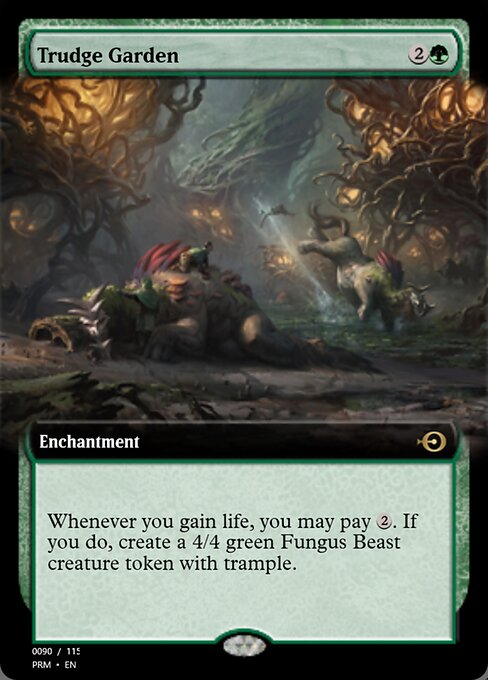 Trudge Garden 2
Enchantment
Whenever you gain life, you may pay 2. If
you do, create a 4/4 green Fungus Beast
creature token with trample.
0090 / 115
PRM • EN